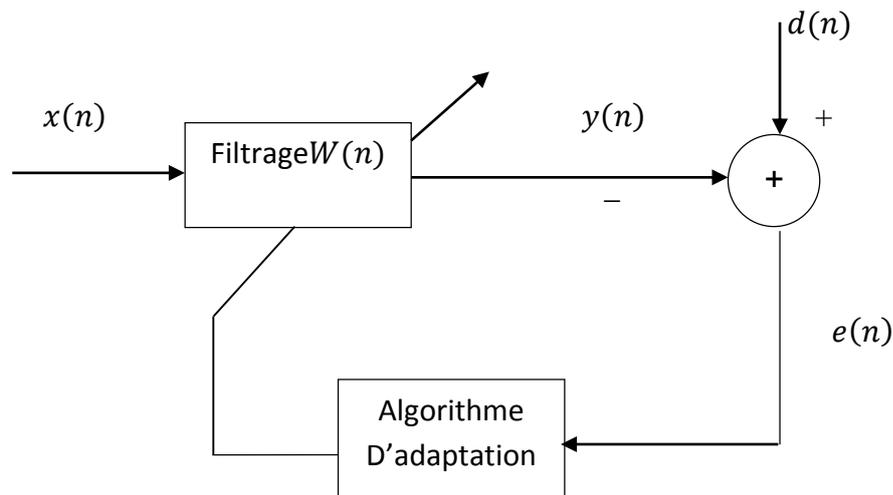 d(n)
x(n)
y(n)
+
FiltrageW(n)
+
−
e(n)
Algorithme
D’adaptation